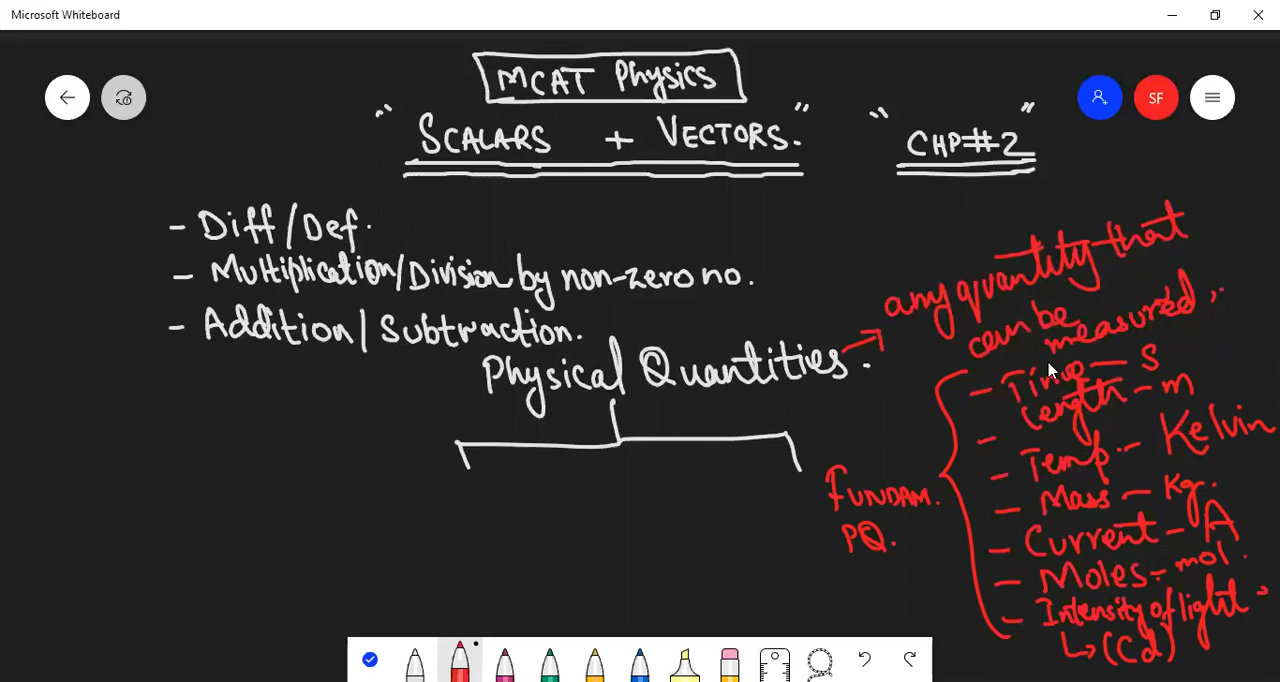 Microsoft Whiteboard
MCAT Physics
"SCALARS + VECTORS." "CHP#2"
SF
- Diff/Def.
- Multiplication/Division by non-zero no.
- Addition/Subtraction.
Physical Quantities.
→ any quantity that
can be
measured.
- Time - S
- Length - m
- Temp. - Kelvin
- Mass - Kg.
- Current - A
- Moles - mol.
- Intensity of light
↳ (Cd)
FUNDAM.
PQ.